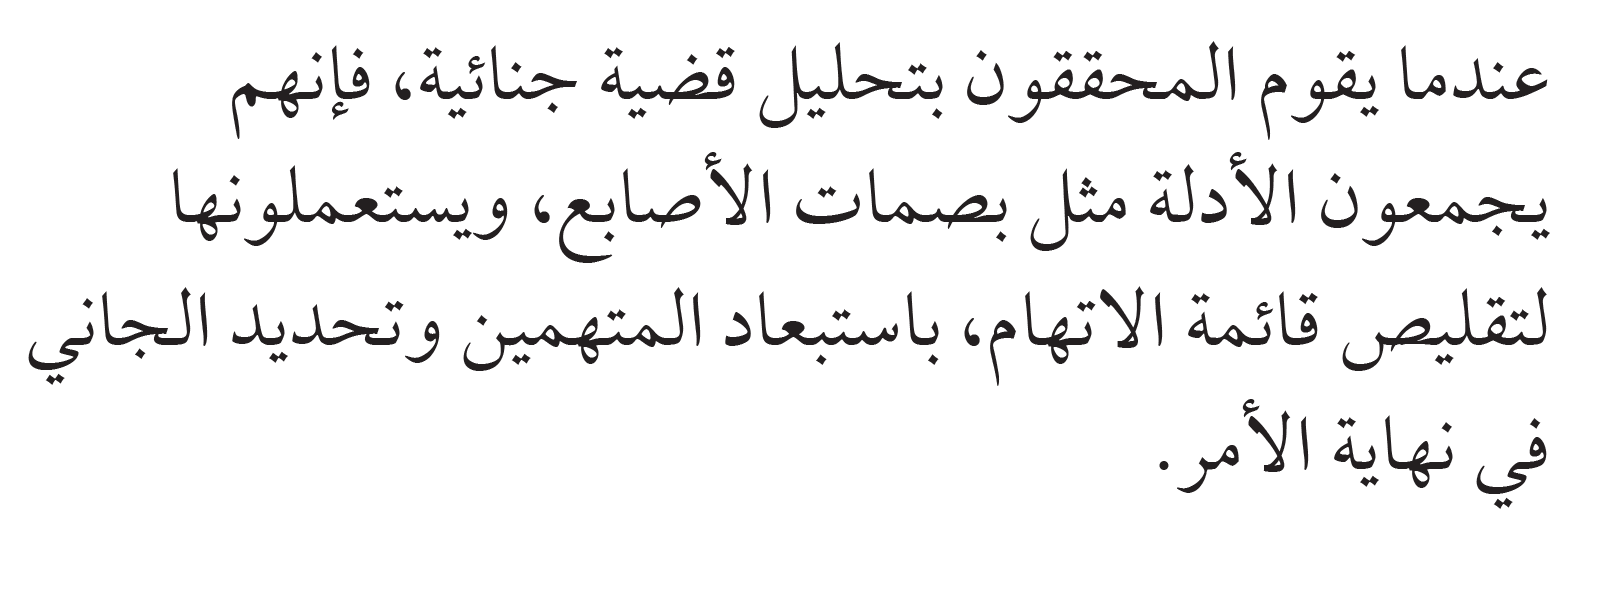 عندما يقوم المحققون بتحليل قضية جنائية، فإنهم
يجمعون الأدلة مثل بصمات الأصابع، ويستعملونها
لتقليص قائمة الاتهام، باستبعاد المتهمين وتحديد الجاني
في نهاية الأمر.